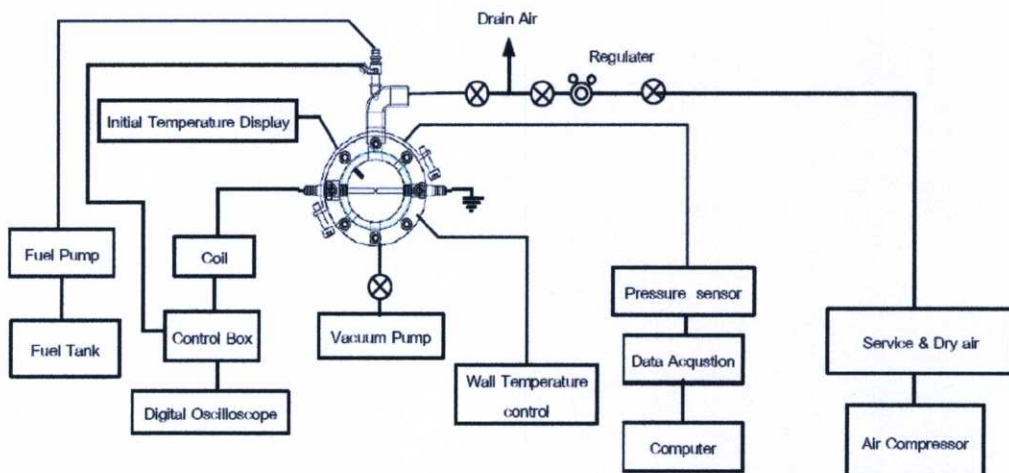 Drain Air
Regulater
Initial Temperature Display
Fuel Pump
Coil
Pressure sensor
Fuel Tank
Control Box
Vacuum Pump
Service & Dry air
Data Acqustion
Wall Temperature
control
Digital Oscilloscope
Computer
Air Compressor